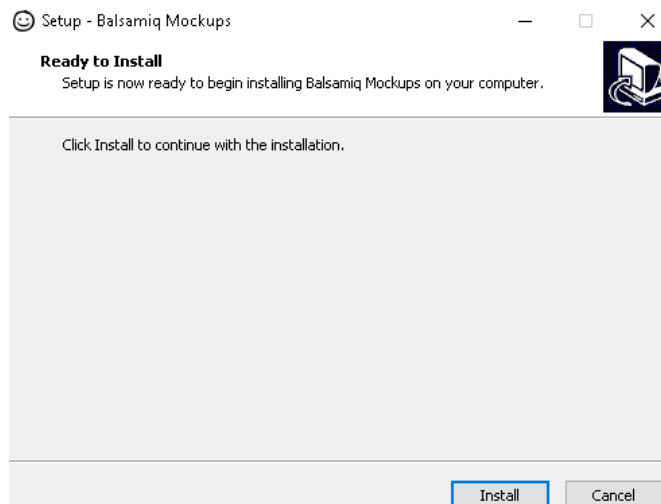 Setup - Balsamiq Mockups
Ready to Install
Setup is now ready to begin installing Balsamiq Mockups on your computer.
Click Install to continue with the installation.
Install
Cancel